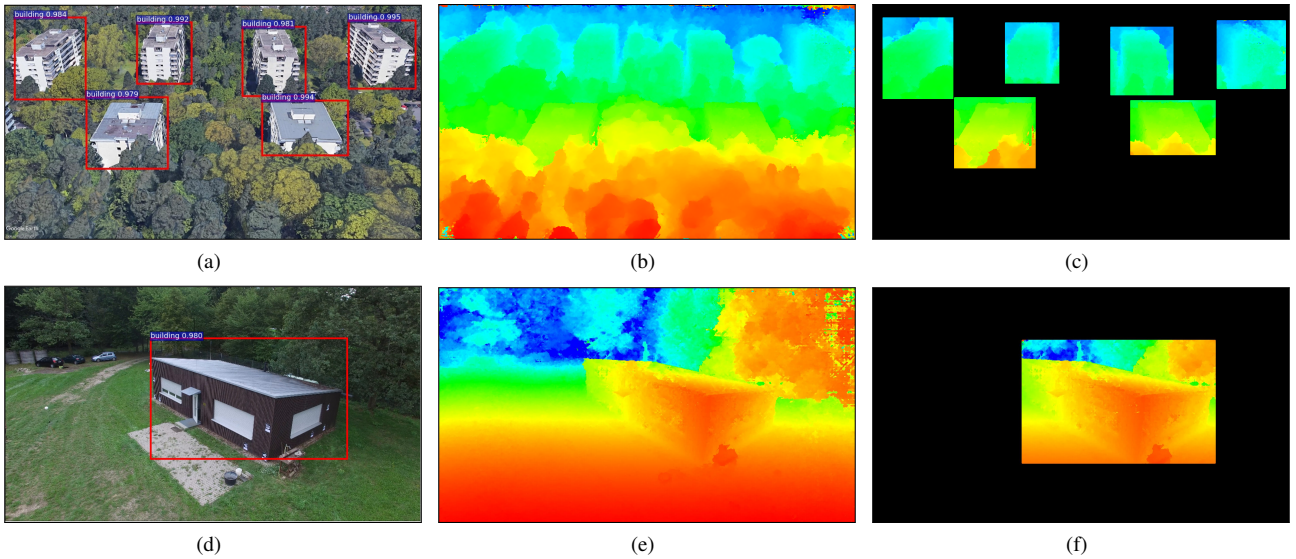 building 0.984
building 0.992
building 0.981
building 0.995
building 0.979
building 0.994
Google Earth
(a)
(b)
(c)
building 0.980
(d)
(e)
(f)